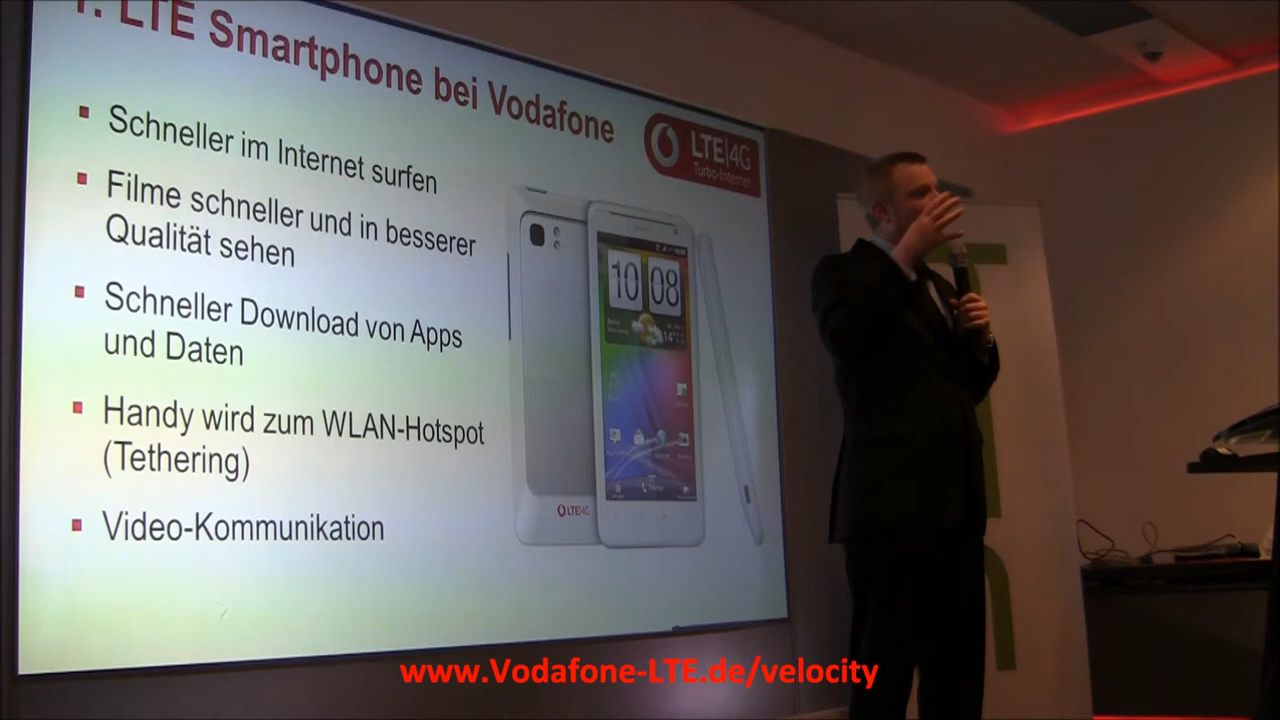 1. LTE Smartphone bei Vodafone
LTE|4G
Turbo-Internet
Schneller im Internet surfen
Filme schneller und in besserer
Qualität sehen
Schneller Download von Apps
und Daten
Handy wird zum WLAN-Hotspot
(Tethering)
Video-Kommunikation
10 08
14°
LTE|4G
www.Vodafone-LTE.de/velocity